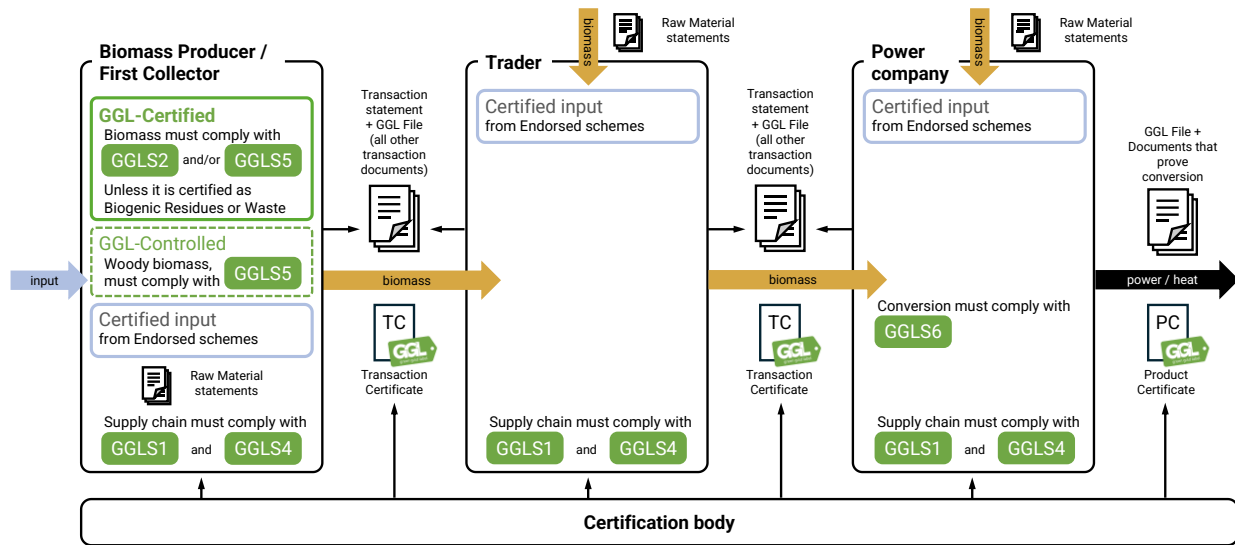 Biomass Producer /
First Collector
GGL-Certified
Biomass must comply with
GGLS2 and/or GGLS5
Unless it is certified as
Biogenic Residues or Waste
GGL-Controlled
Woody biomass,
must comply with GGLS5
input
Certified input
from Endorsed schemes
Raw Material
statements
Supply chain must comply with
GGLS1 and GGLS4
Transaction
statement
+ GGL File
(all other
transaction
documents)
biomass
TC
GGL
Transaction
Certificate
biomass
Raw Material
statements
Trader
Certified input
from Endorsed schemes
Supply chain must comply with
GGLS1 and GGLS4
Transaction
statement
+ GGL File
(all other
transaction
documents)
biomass
TC
GGL
Transaction
Certificate
biomass
Raw Material
statements
Power
company
Certified input
from Endorsed schemes
Conversion must comply with
GGLS6
Supply chain must comply with
GGLS1 and GGLS4
GGL File +
Documents that
prove
conversion
power / heat
PC
GGL
Product
Certificate
Certification body